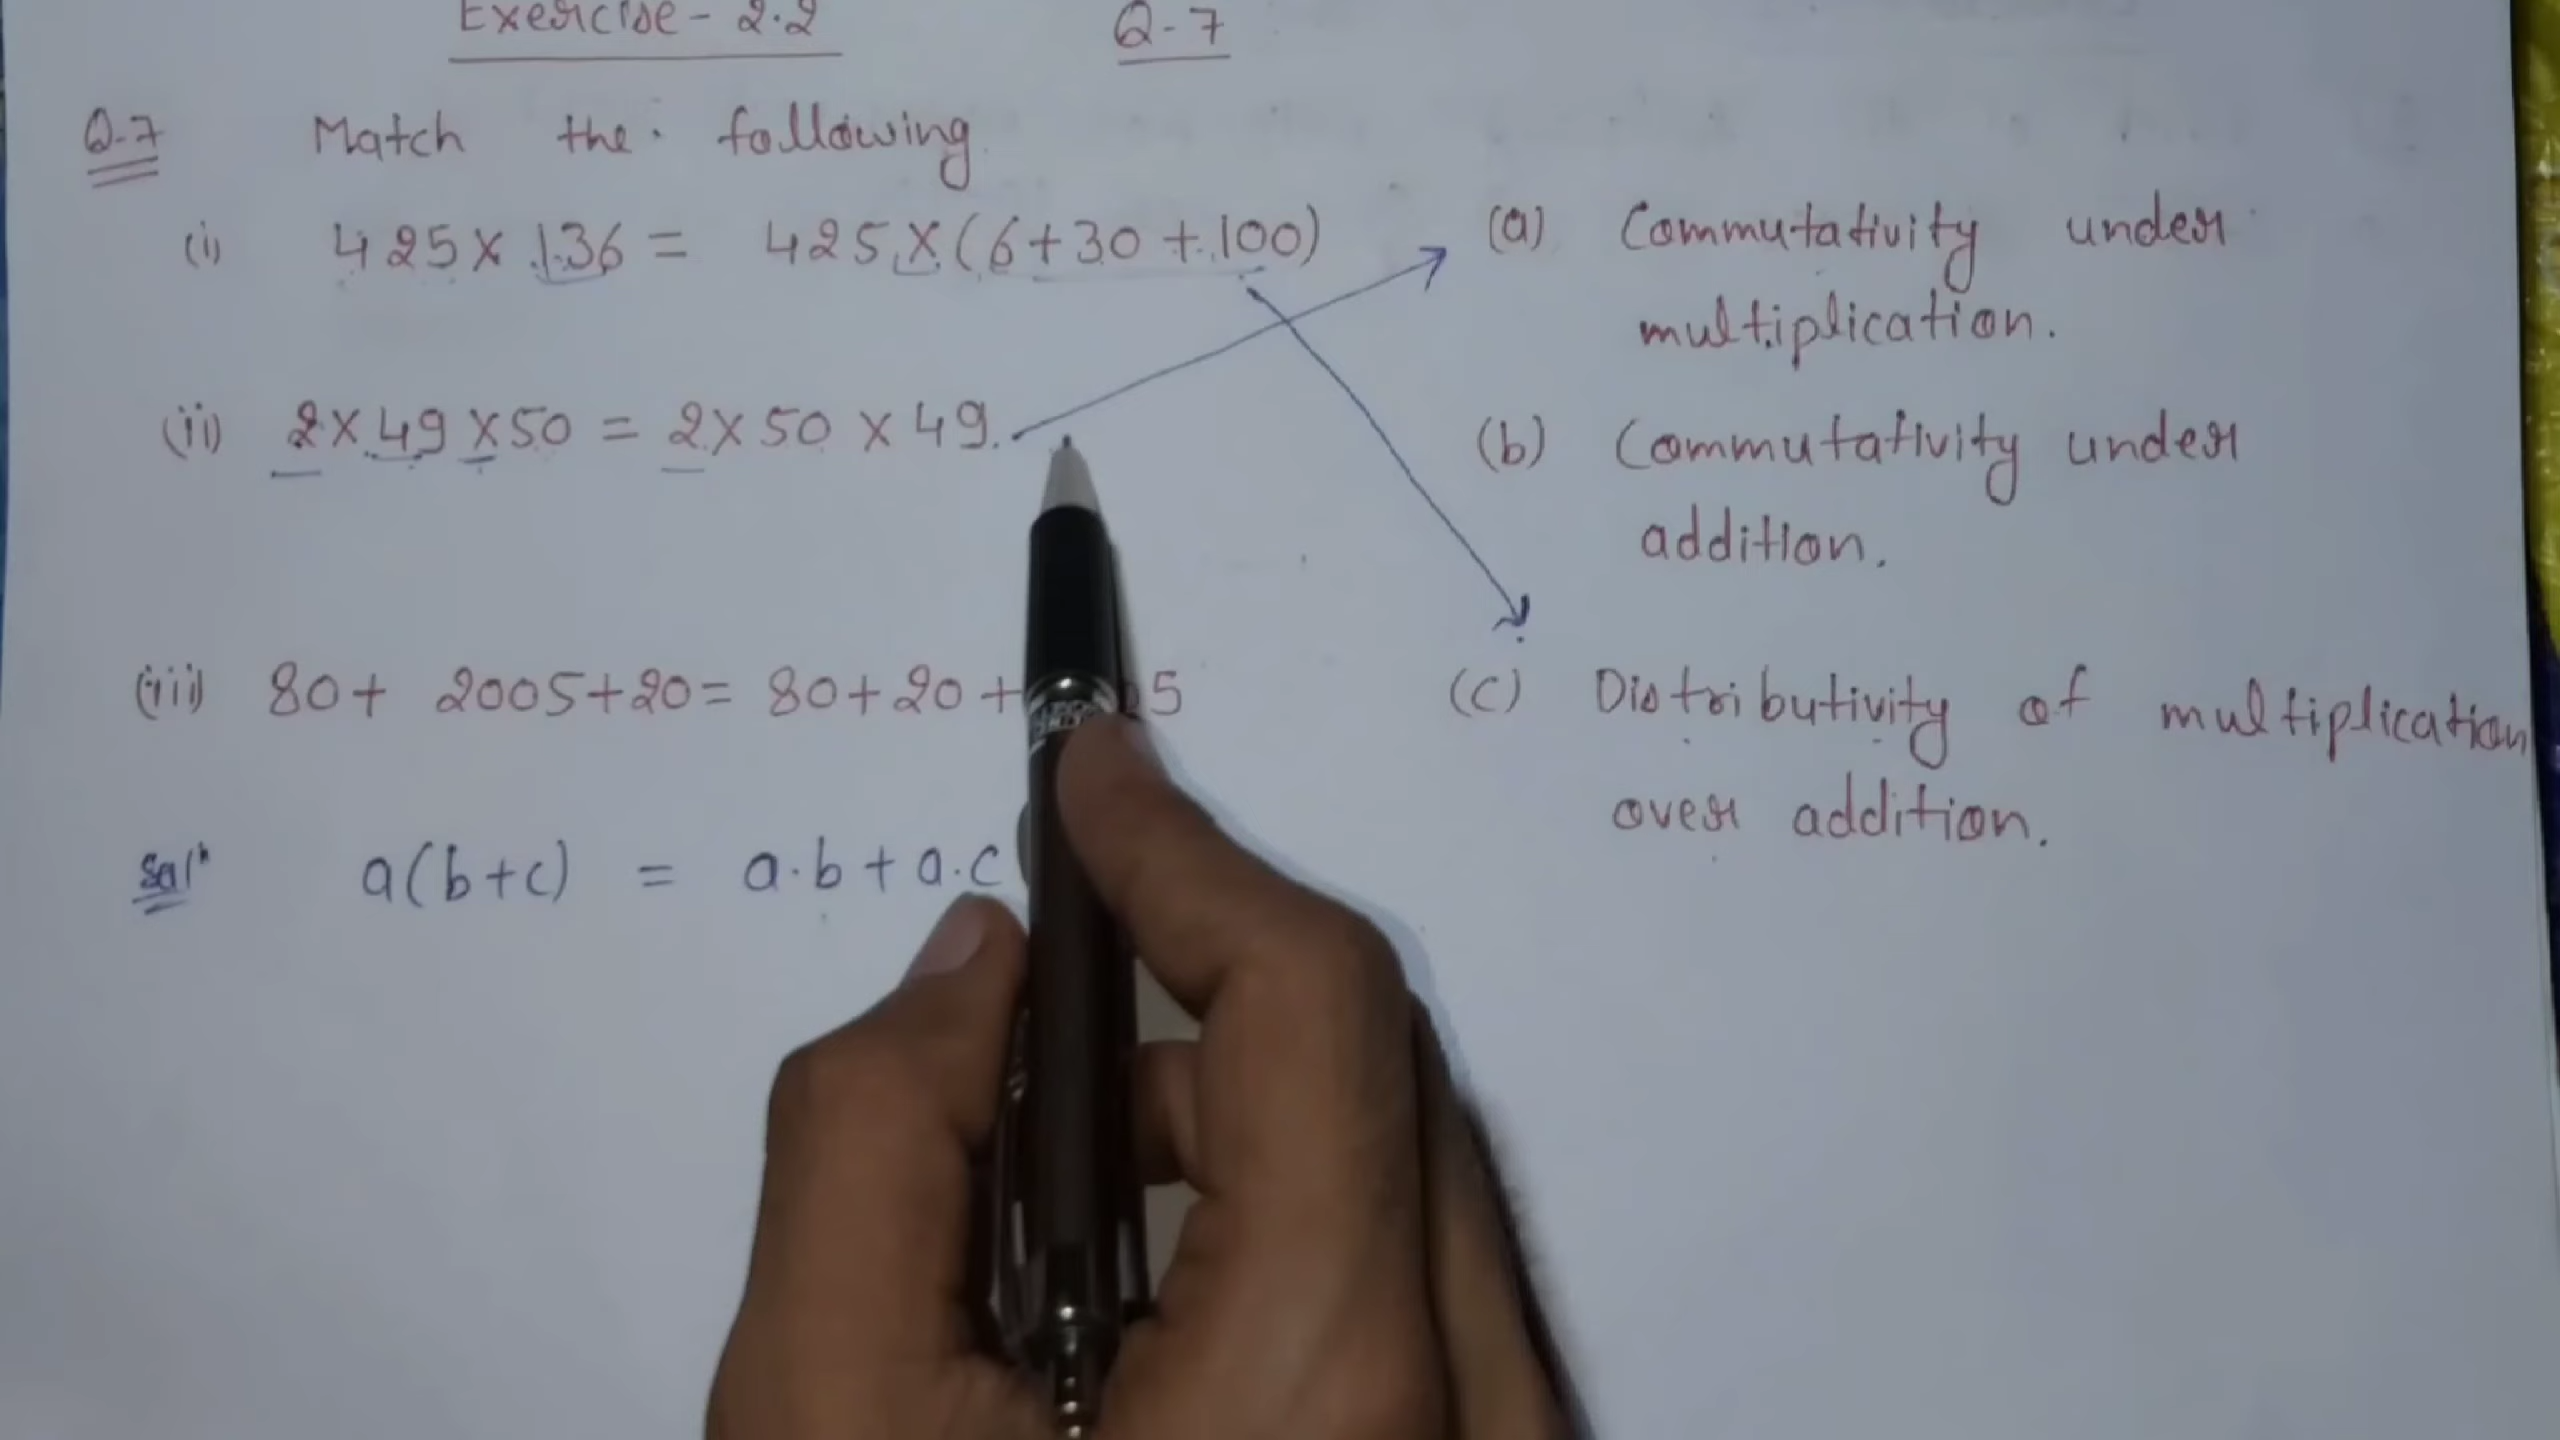 Exercise - 2.2 Q-7
Q-7 Match the following
(i) 425 × 136 = 425 × (6 + 30 + 100) (a) Commutativity under
multiplication.
(ii) 2 × 49 × 50 = 2 × 50 × 49. (b) Commutativity under
addition.
(iii) 80 + 2005 + 20 = 80 + 20 + 5 (c) Distributivity of multiplication
over addition.
Solⁿ a(b+c) = a.b + a.c